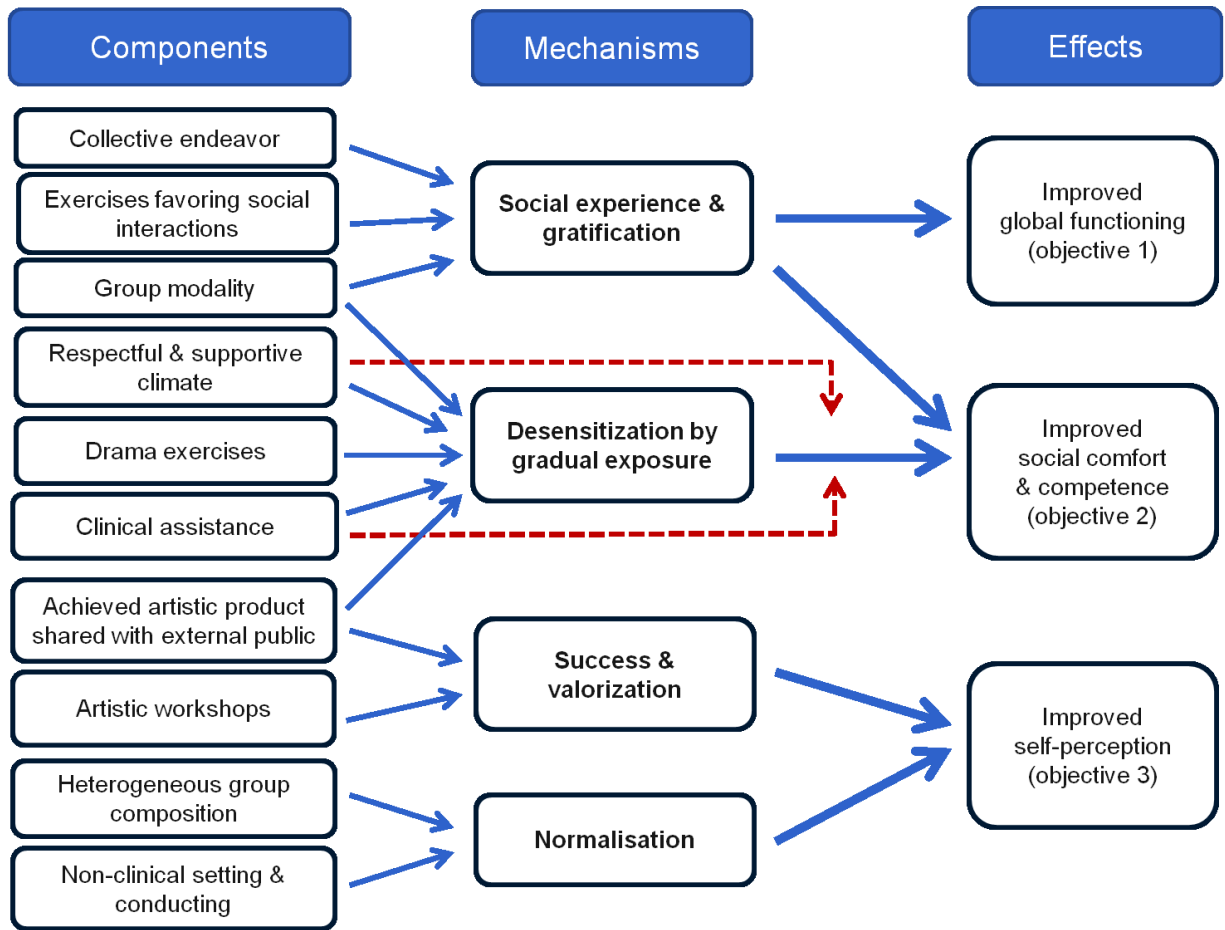 Components
Mechanisms
Effects
Collective endeavor
Exercises favoring social
interactions
Group modality
Respectful & supportive
climate
Drama exercises
Clinical assistance
Achieved artistic product
shared with external public
Artistic workshops
Heterogeneous group
composition
Non-clinical setting &
conducting
Social experience &
gratification
Desensitization by
gradual exposure
Success &
valorization
Normalisation
Improved
global functioning
(objective 1)
Improved
social comfort
& competence
(objective 2)
Improved
self-perception
(objective 3)